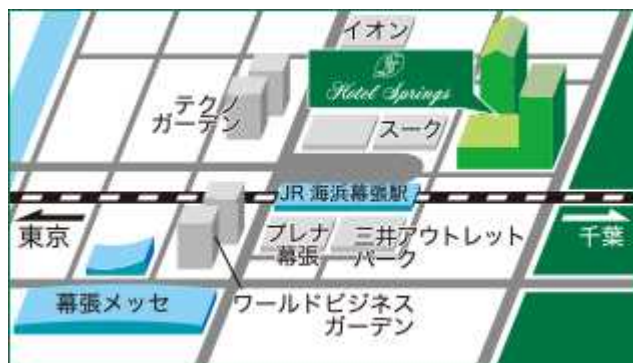 イオン
Hotel Springs
テクノ
ガーデン
スーク
JR 海浜幕張駅
東京
プレナ
幕張
三井アウトレット
パーク
千葉
幕張メッセ
ワールドビジネス
ガーデン